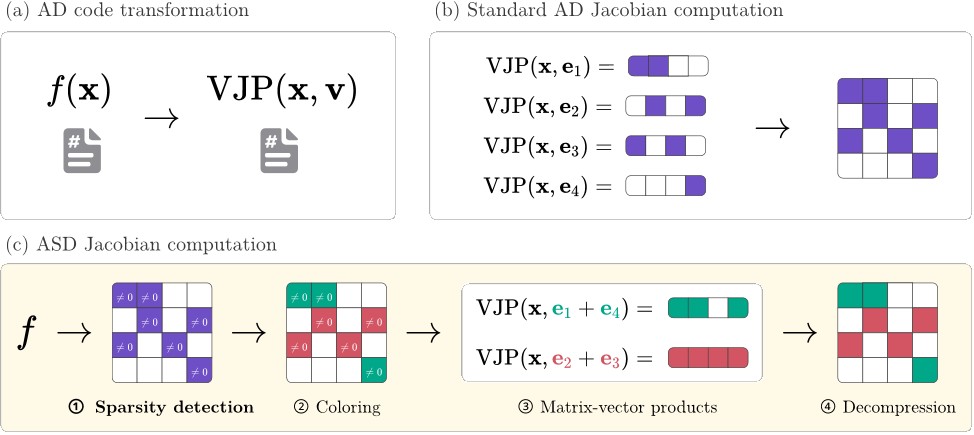 (a) AD code transformation
f(x) → VJP(x, v)
#
#
(b) Standard AD Jacobian computation
VJP(x, e₁) =
VJP(x, e₂) =
VJP(x, e₃) =
VJP(x, e₄) =
→
(c) ASD Jacobian computation
f → → → →
≠ 0 ≠ 0
≠ 0 ≠ 0
≠ 0 ≠ 0
≠ 0
≠ 0 ≠ 0
≠ 0 ≠ 0
≠ 0 ≠ 0
≠ 0
VJP(x, e₁ + e₄) =
VJP(x, e₂ + e₃) =
① Sparsity detection
② Coloring
③ Matrix-vector products
④ Decompression